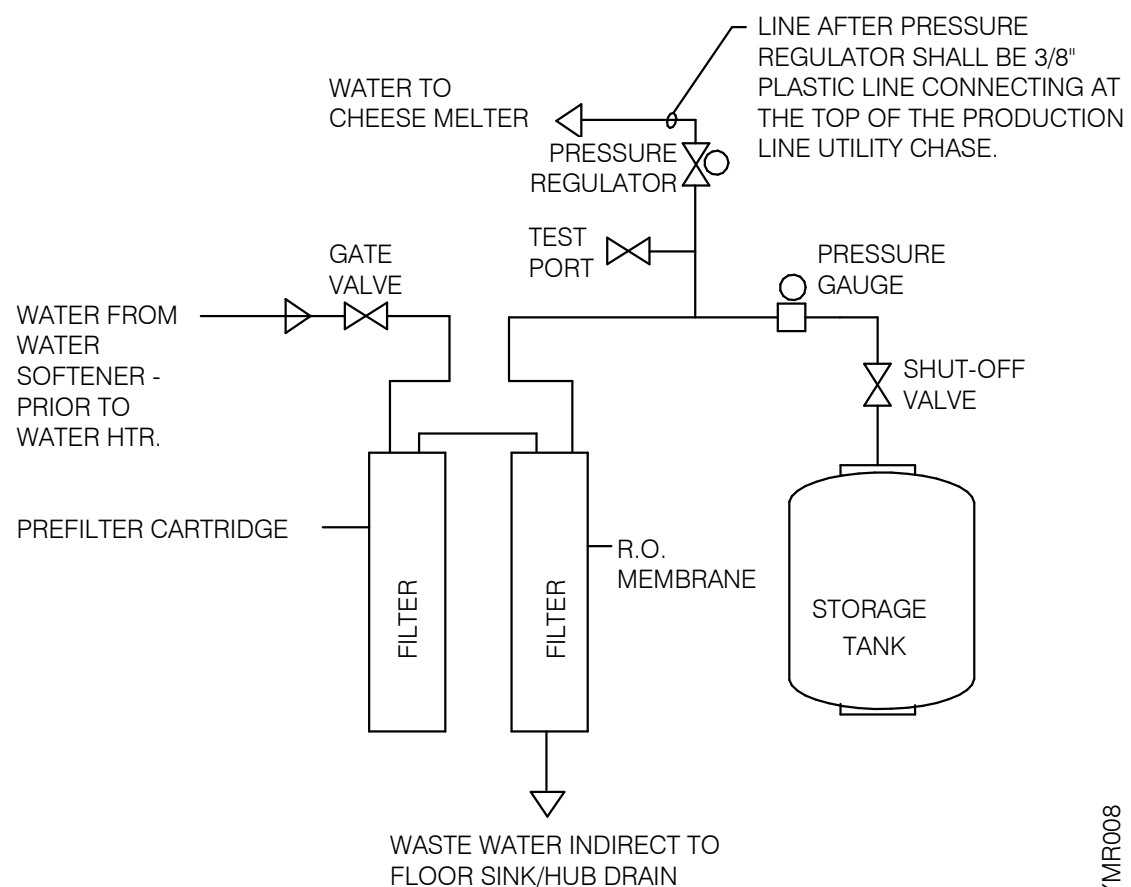 LINE AFTER PRESSURE
REGULATOR SHALL BE 3/8"
PLASTIC LINE CONNECTING AT
THE TOP OF THE PRODUCTION
LINE UTILITY CHASE.
WATER TO
CHEESE MELTER
PRESSURE
REGULATOR
TEST
PORT
PRESSURE
GAUGE
GATE
VALVE
WATER FROM
WATER
SOFTENER -
PRIOR TO
WATER HTR.
SHUT-OFF
VALVE
PREFILTER CARTRIDGE
FILTER
FILTER
R.O.
MEMBRANE
STORAGE
TANK
WASTE WATER INDIRECT TO
FLOOR SINK/HUB DRAIN
YMR008